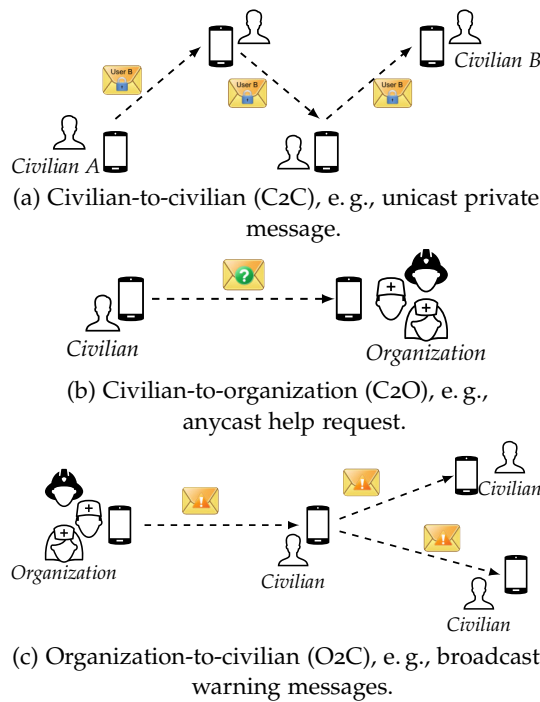 User B
User B
User B
Civilian B
Civilian A
(a) Civilian-to-civilian (C2C), e. g., unicast private
message.
?
Civilian
Organization
(b) Civilian-to-organization (C2O), e. g.,
anycast help request.
!
!
!
Civilian
Organization
Civilian
Civilian
(c) Organization-to-civilian (O2C), e. g., broadcast
warning messages.